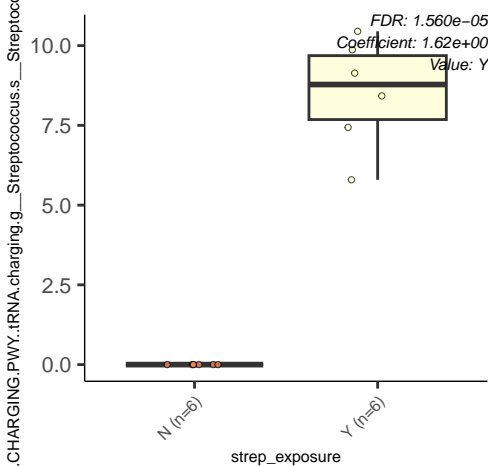 FDR: 1.560e−05
Coefficient: 1.62e+00
Value: Y
.CHARGING.PWY..tRNA.charging.g__Streptococcus.s__Streptoco
10.0
7.5
5.0
2.5
0.0
N (n=6)
Y (n=6)
strep_exposure